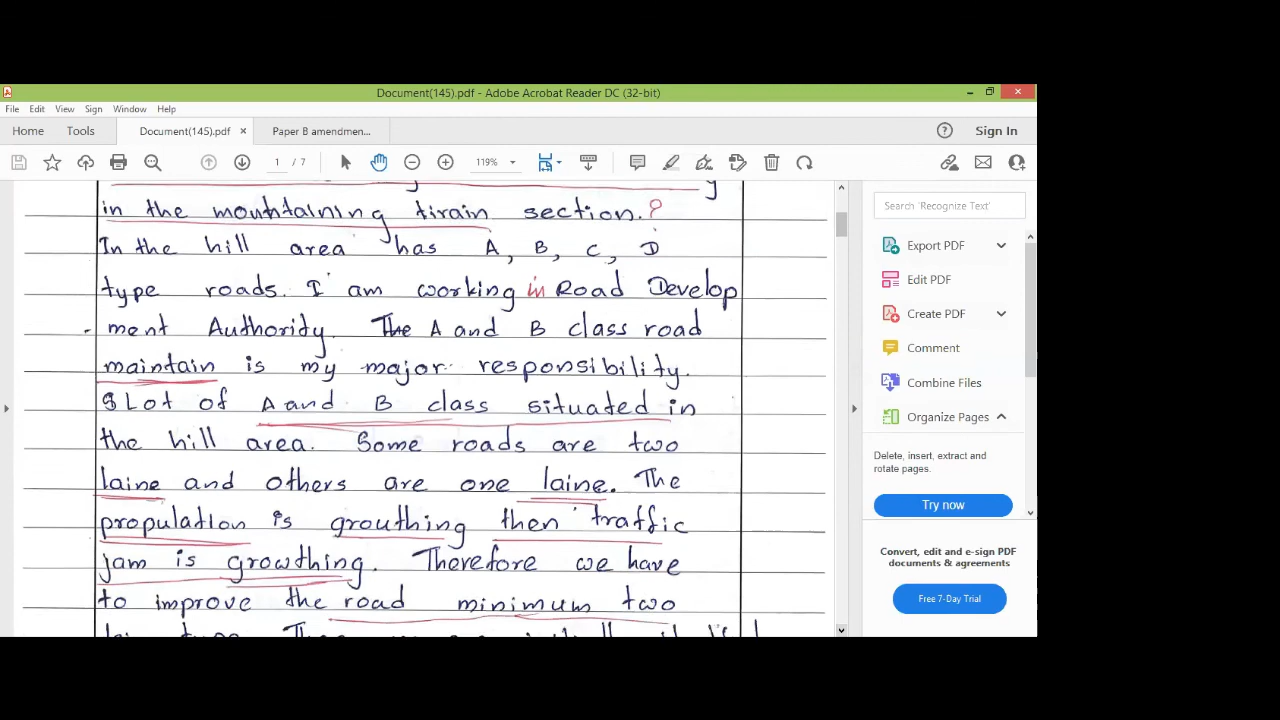 Document(145).pdf - Adobe Acrobat Reader DC (32-bit)
File Edit View Sign Window Help
Home Tools Document(145).pdf × Paper B amendmen... Sign In
1 / 7 119%
in the mountaining tirain section. ?
In the hill area has A, B, C, D
type roads. I am working in Road Develop
- ment Authority. The A and B class road
maintain is my major responsibility.
Lot of A and B class situated in
the hill area. Some roads are two
laine and others are one laine. The
propulation is grouthing then traffic
jam is growthing. Therefore we have
to improve the road minimum two
Search 'Recognize Text'
Export PDF
Edit PDF
Create PDF
Comment
Combine Files
Organize Pages
Delete, insert, extract and
rotate pages.
Try now
Convert, edit and e-sign PDF
documents & agreements
Free 7-Day Trial